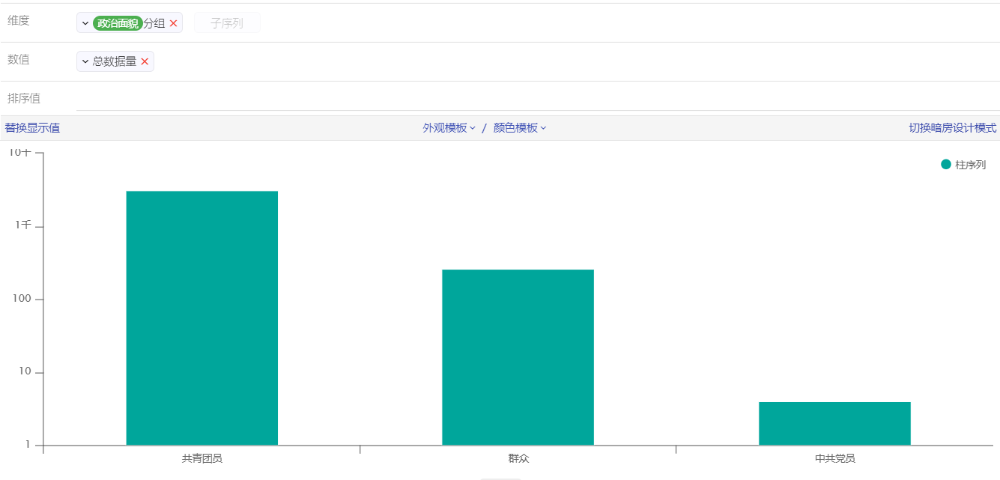 维度 政治面貌分组 子序列
数值 总数据量
排序值
替换显示值 外观模板 / 颜色模板 切换暗房设计模式
10千
柱序列
1千
100
10
1
共青团员 群众 中共党员